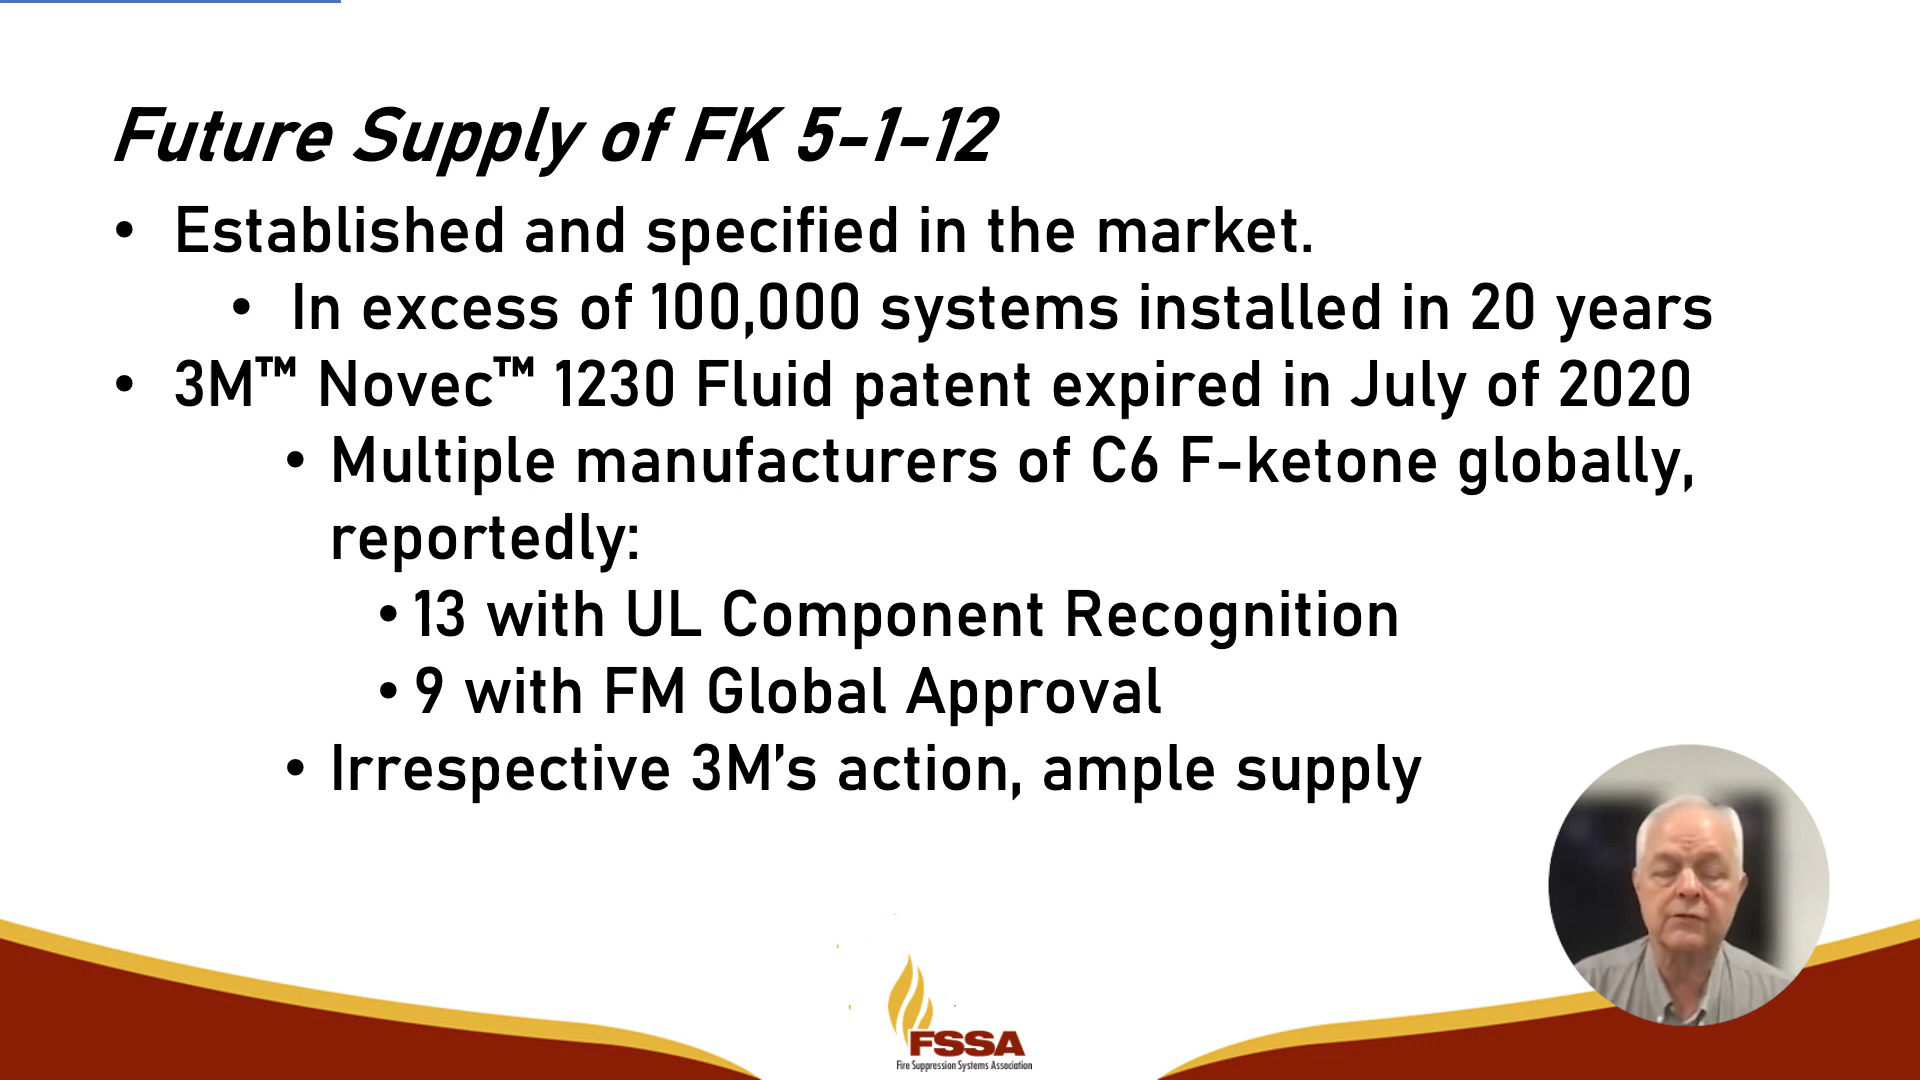 Future Supply of FK 5-1-12
• Established and specified in the market.
• In excess of 100,000 systems installed in 20 years
• 3M™ Novec™ 1230 Fluid patent expired in July of 2020
• Multiple manufacturers of C6 F-ketone globally,
reportedly:
• 13 with UL Component Recognition
• 9 with FM Global Approval
• Irrespective 3M's action, ample supply
FSSA
Fire Suppression Systems Association